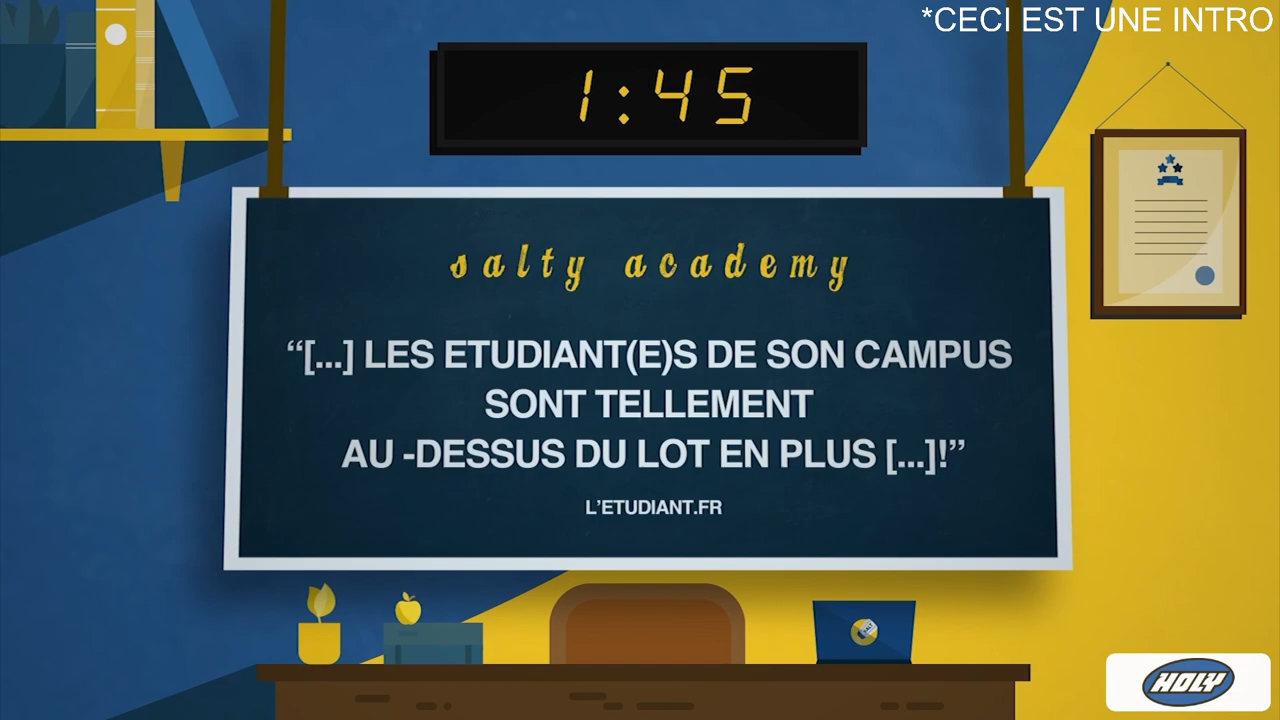 *CECI EST UNE INTRO
1:45
salty academy
“[...] LES ETUDIANT(E)S DE SON CAMPUS
SONT TELLEMENT
AU -DESSUS DU LOT EN PLUS [...]!”
L’ETUDIANT.FR
HOLY